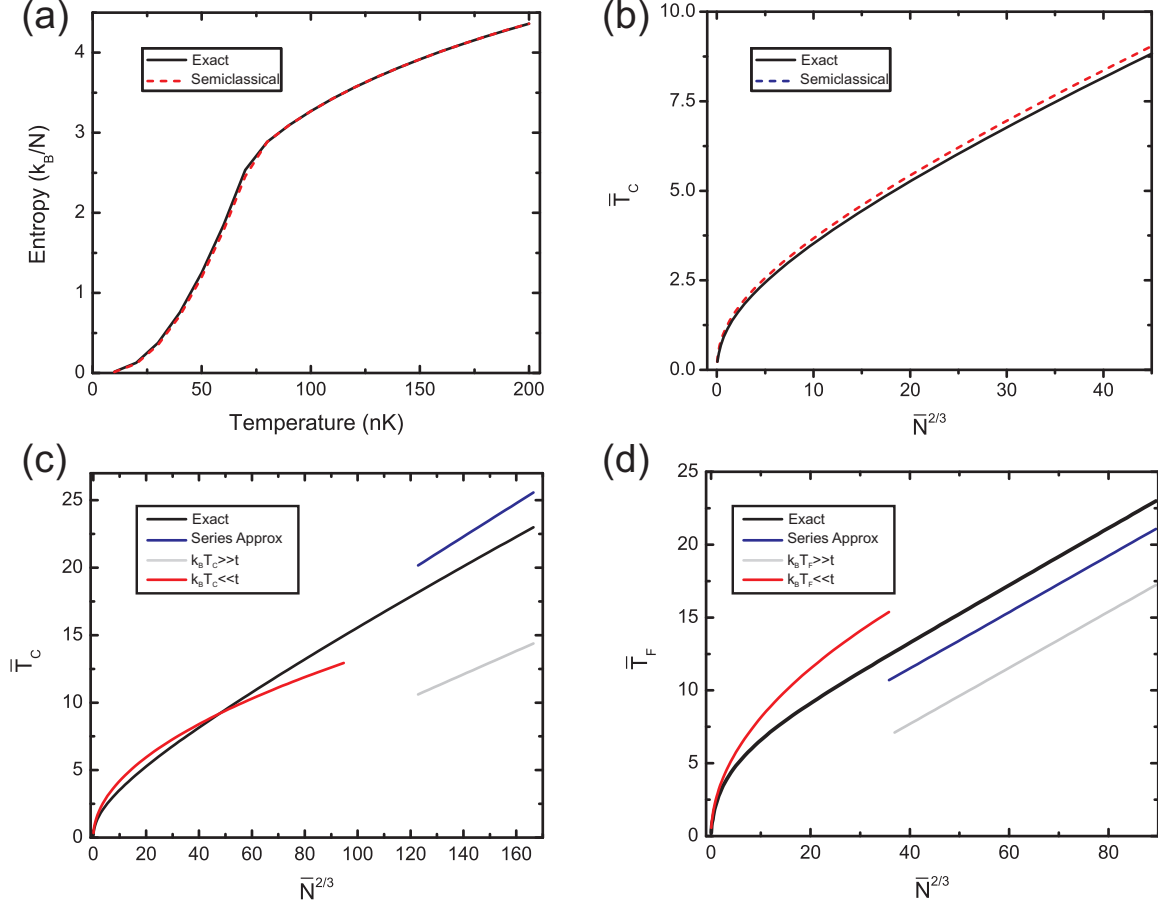 (a)
Entropy (k_B/N)
4
3
2
1
0
Exact
Semiclassical
0 50 100 150 200
Temperature (nK)
(b)
T̅_C
10.0
7.5
5.0
2.5
0.0
Exact
Semiclassical
0 10 20 30 40
N̅^2/3
(c)
T̅_C
25
20
15
10
5
0
Exact
Series Approx
k_BT_C>>t
k_BT_C<<t
0 20 40 60 80 100 120 140 160
N̅^2/3
(d)
T̅_F
25
20
15
10
5
0
Exact
Series Approx
k_BT_F>>t
k_BT_F<<t
0 20 40 60 80
N̅^2/3